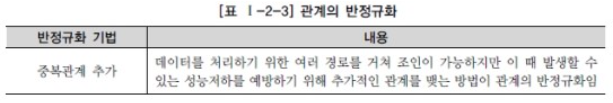 [표 Ⅰ-2-3] 관계의 반정규화
반정규화 기법 내용
중복관계 추가
데이터를 처리하기 위한 여러 경로를 거쳐 조인이 가능하지만 이 때 발생할 수
있는 성능저하를 예방하기 위해 추가적인 관계를 맺는 방법이 관계의 반정규화임